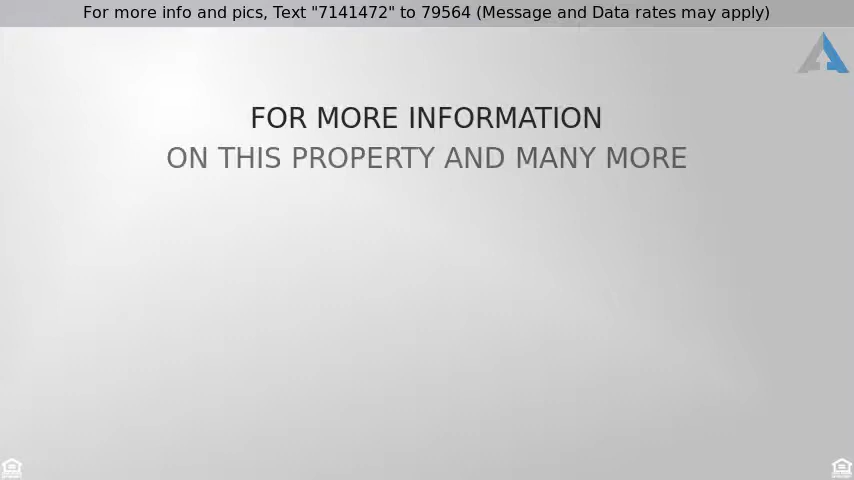 For more info and pics, Text "7141472" to 79564 (Message and Data rates may apply)
FOR MORE INFORMATION
ON THIS PROPERTY AND MANY MORE